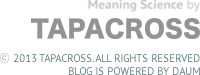 Meaning Science by
TAPACROSS
© 2013 TAPACROSS. ALL RIGHTS RESERVED
BLOG IS POWERED BY DAUM